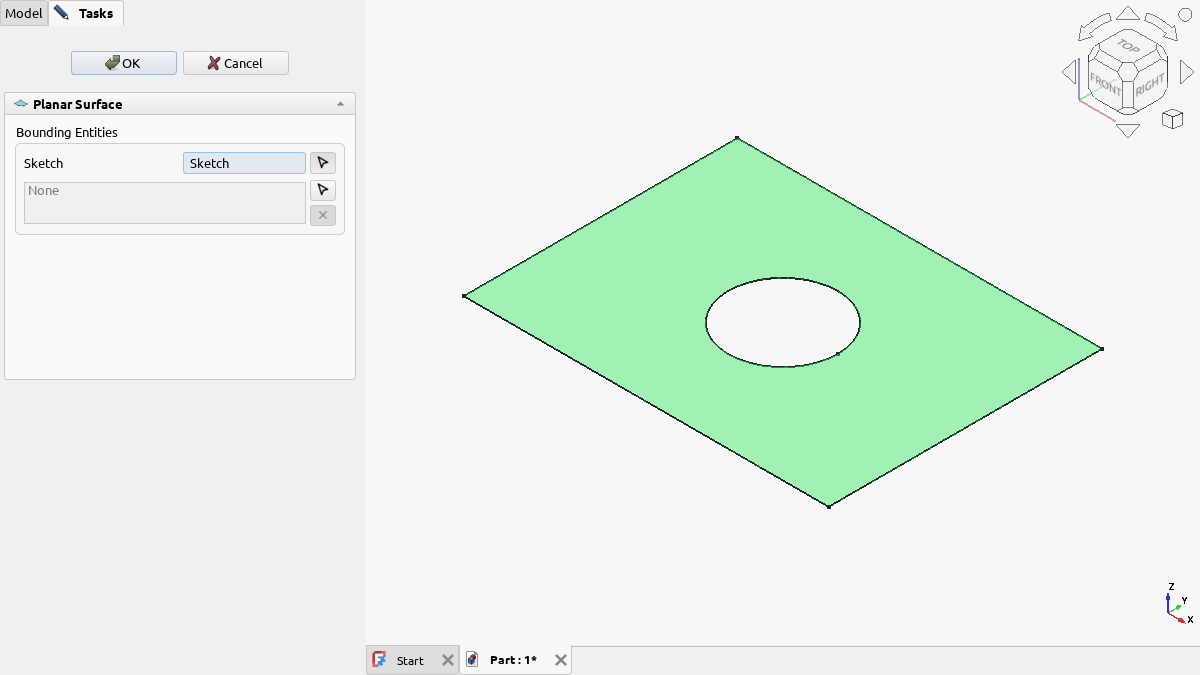 Model
Tasks
OK
Cancel
Planar Surface
Bounding Entities
Sketch
Sketch
None
TOP
FRONT
RIGHT
Z
Y
X
Start
Part : 1*